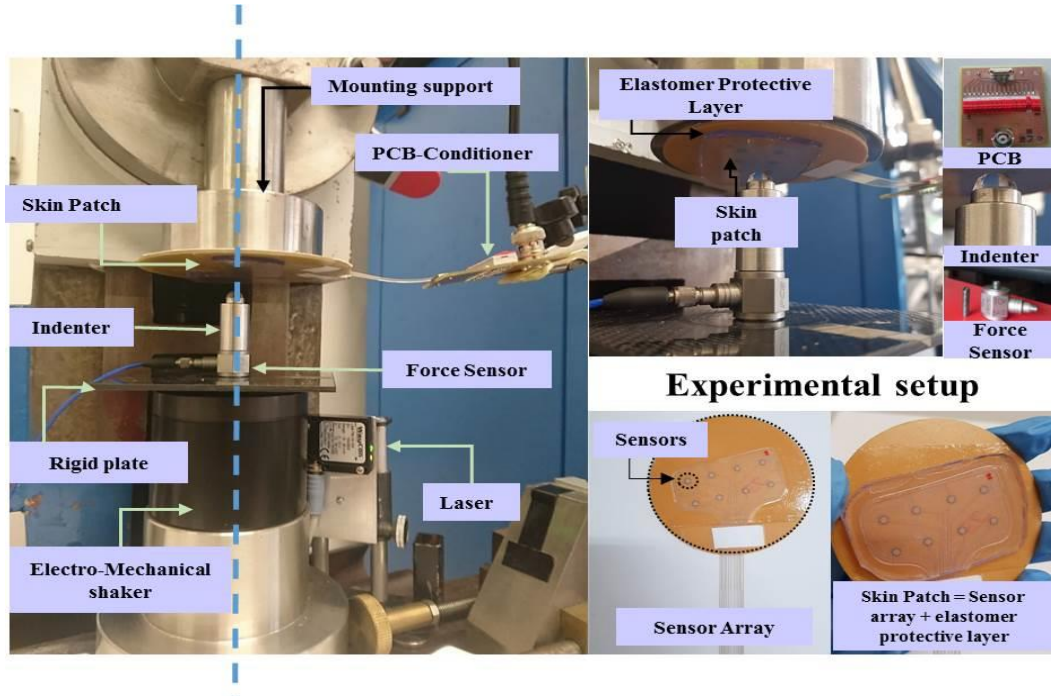 Mounting support
PCB-Conditioner
Skin Patch
Indenter
Force Sensor
Rigid plate
Laser
Electro-Mechanical
shaker
Elastomer Protective
Layer
Skin
patch
PCB
Indenter
Force
Sensor
Experimental setup
Sensors
Sensor Array
Skin Patch = Sensor
array + elastomer
protective layer